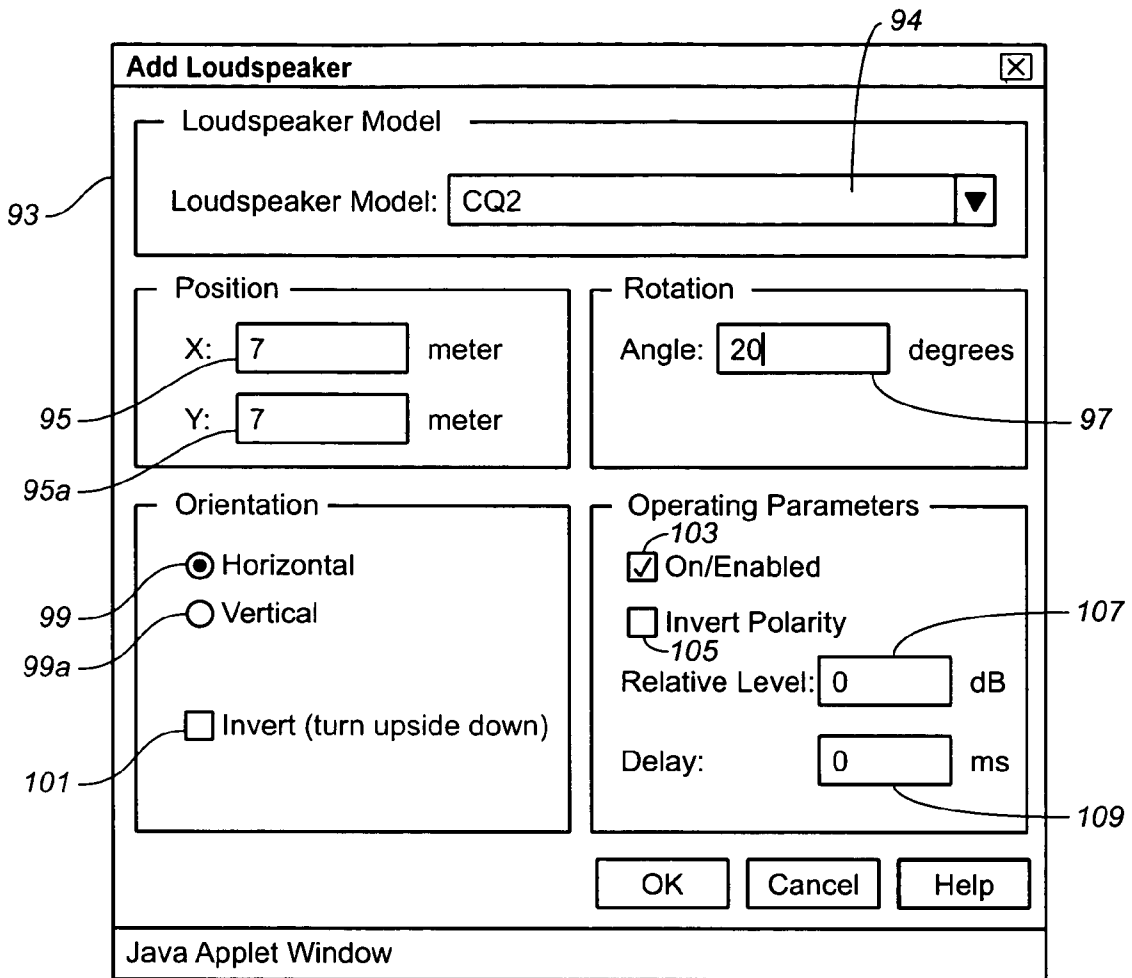 94
Add Loudspeaker
Loudspeaker Model
93
Loudspeaker Model: CQ2
Position
X: 7 meter
95
Y: 7 meter
95a
Rotation
Angle: 20 degrees
97
Orientation
Horizontal
99
Vertical
99a
Invert (turn upside down)
101
Operating Parameters
103
On/Enabled
Invert Polarity
105
107
Relative Level: 0 dB
Delay: 0 ms
109
OK Cancel Help
Java Applet Window